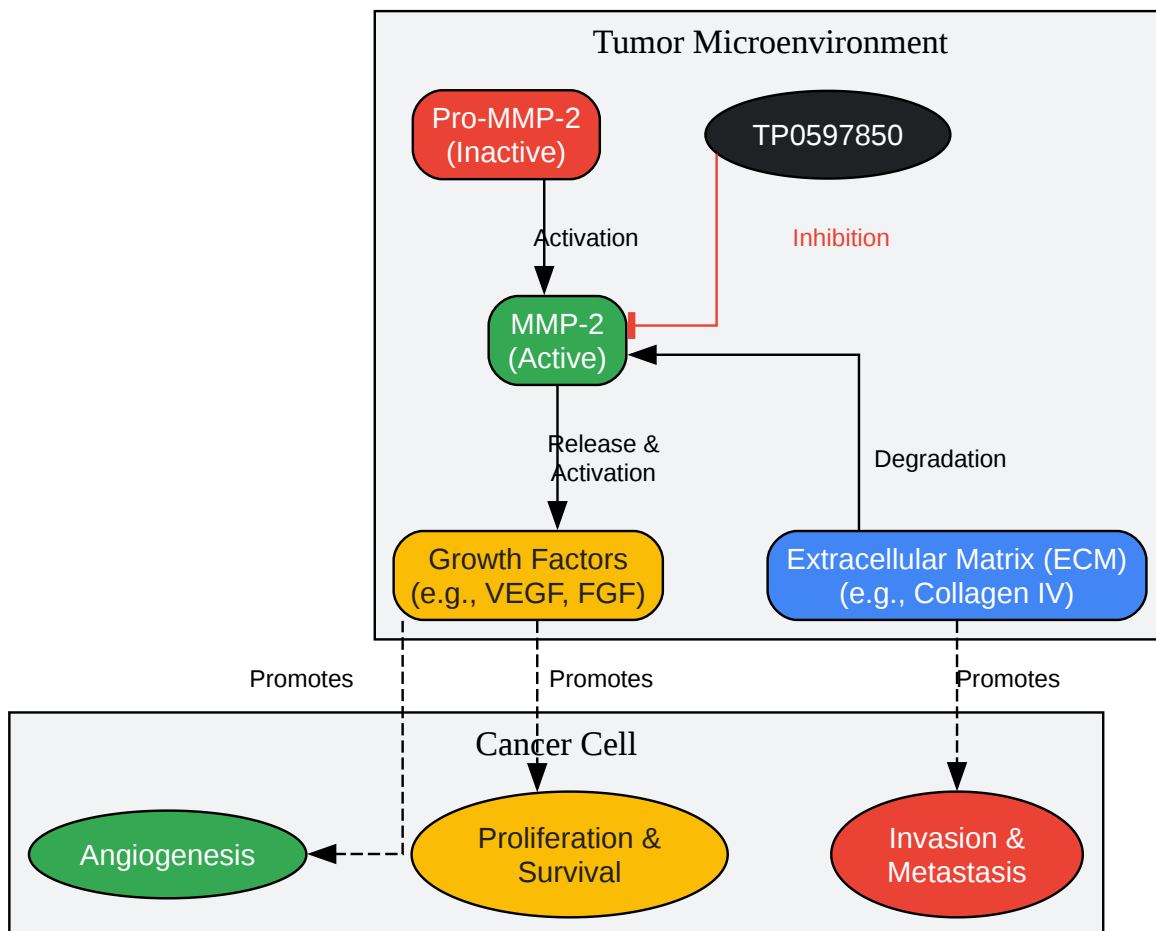 Tumor Microenvironment
Pro-MMP-2
(Inactive)
TP0597850
Activation
Inhibition
MMP-2
(Active)
Release &
Activation
Degradation
Growth Factors
(e.g., VEGF, FGF)
Extracellular Matrix (ECM)
(e.g., Collagen IV)
Promotes
Promotes
Promotes
Cancer Cell
Angiogenesis
Proliferation &
Survival
Invasion &
Metastasis